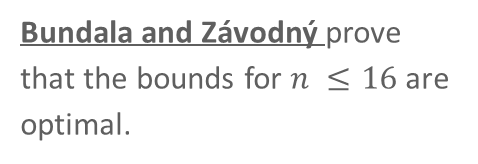 Bundala and Závodný prove
that the bounds for n ≤ 16 are
optimal.